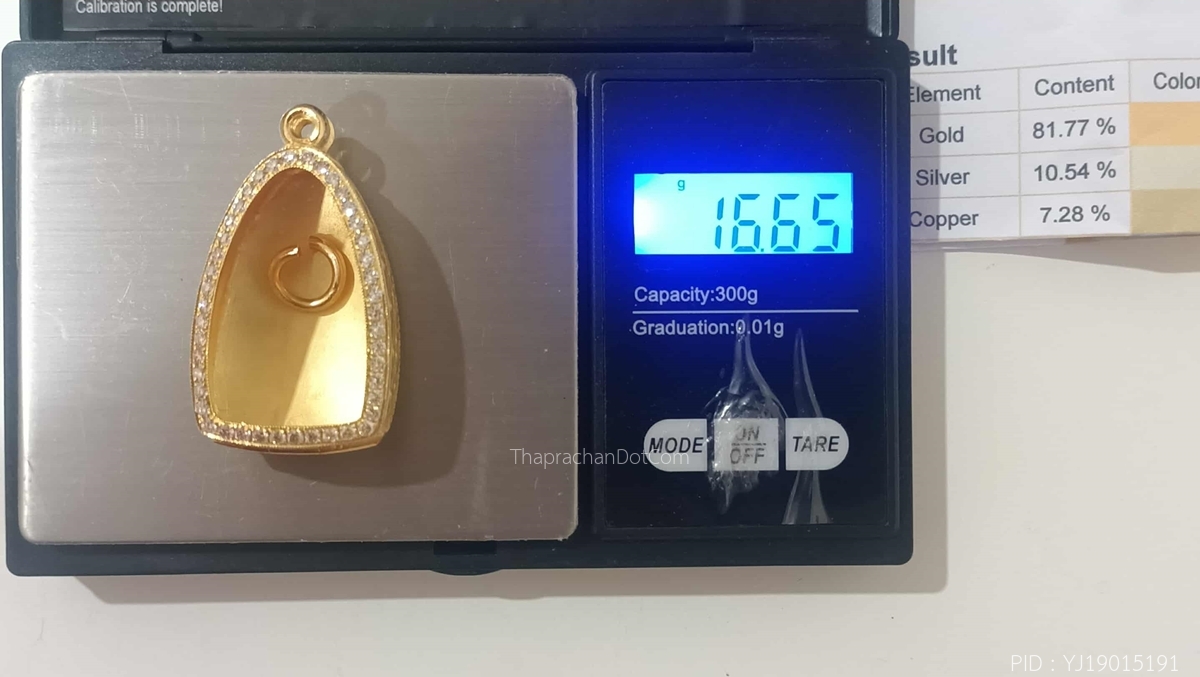 Calibration is complete!
sult
Element Content Color
Gold 81.77 %
Silver 10.54 %
Copper 7.28 %
g
16.65
Capacity:300g
Graduation:0.01g
MODE ON OFF TARE
ThaprachanDotCom
PID : YJ19015191